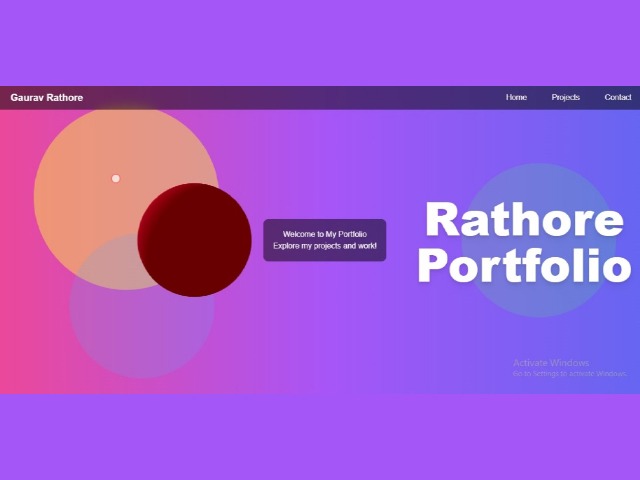 Gaurav Rathore
Home Projects Contact
Welcome to My Portfolio
Explore my projects and work!
Rathore
Portfolio
Activate Windows
Go to Settings to activate Windows.